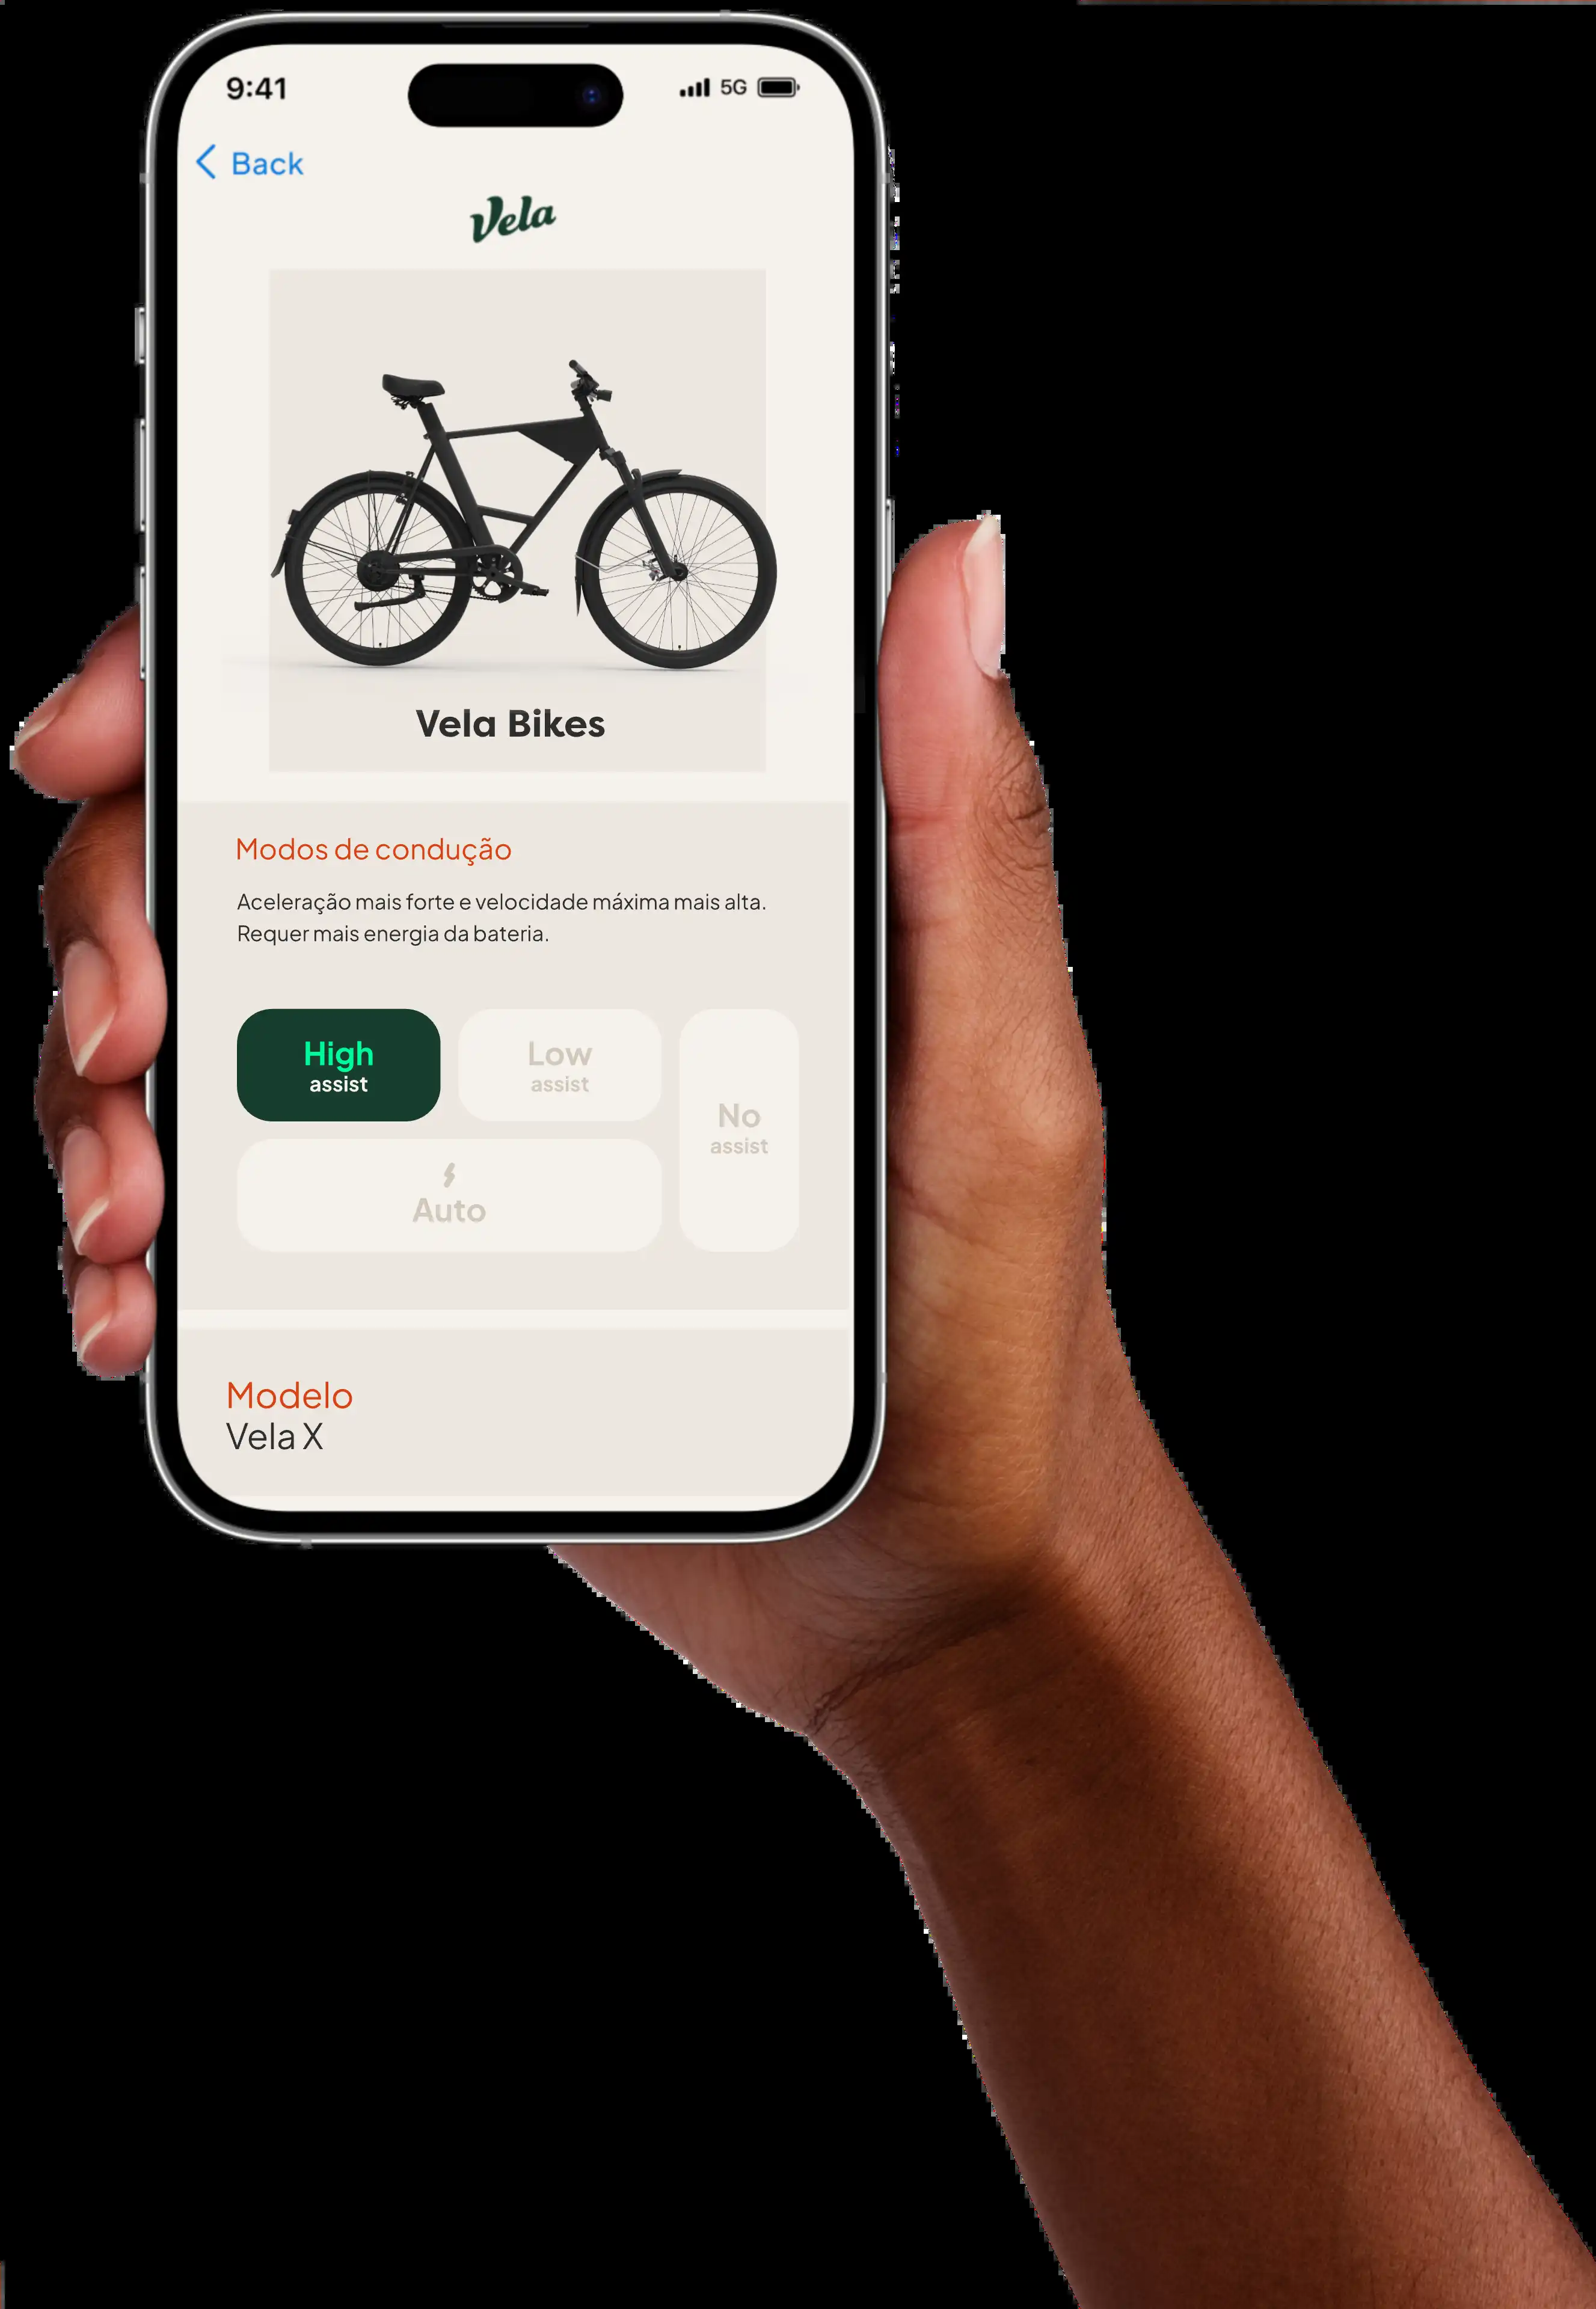 9:41
5G
Back
Vela
Vela Bikes
Modos de condução
Aceleração mais forte e velocidade máxima mais alta.
Requer mais energia da bateria.
High
assist
Low
assist
No
assist
Auto
Modelo
Vela X